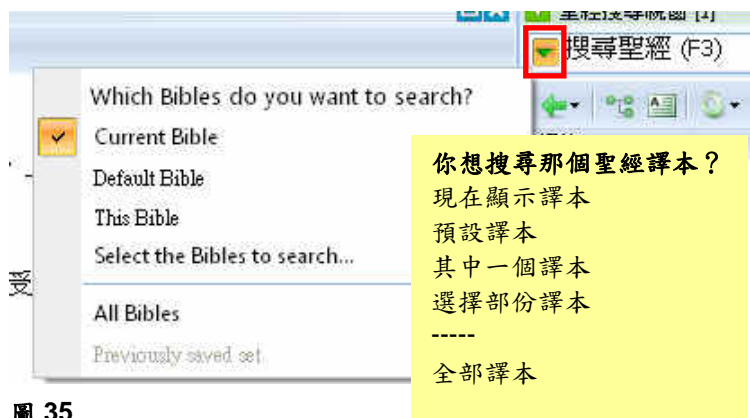 聖經搜尋視窗 [1]
搜尋聖經 (F3)
Which Bibles do you want to search?
Current Bible
Default Bible
This Bible
Select the Bibles to search...
All Bibles
Previously saved set
你想搜尋那個聖經譯本？
現在顯示譯本
預設譯本
其中一個譯本
選擇部份譯本
-----
全部譯本
圖 35